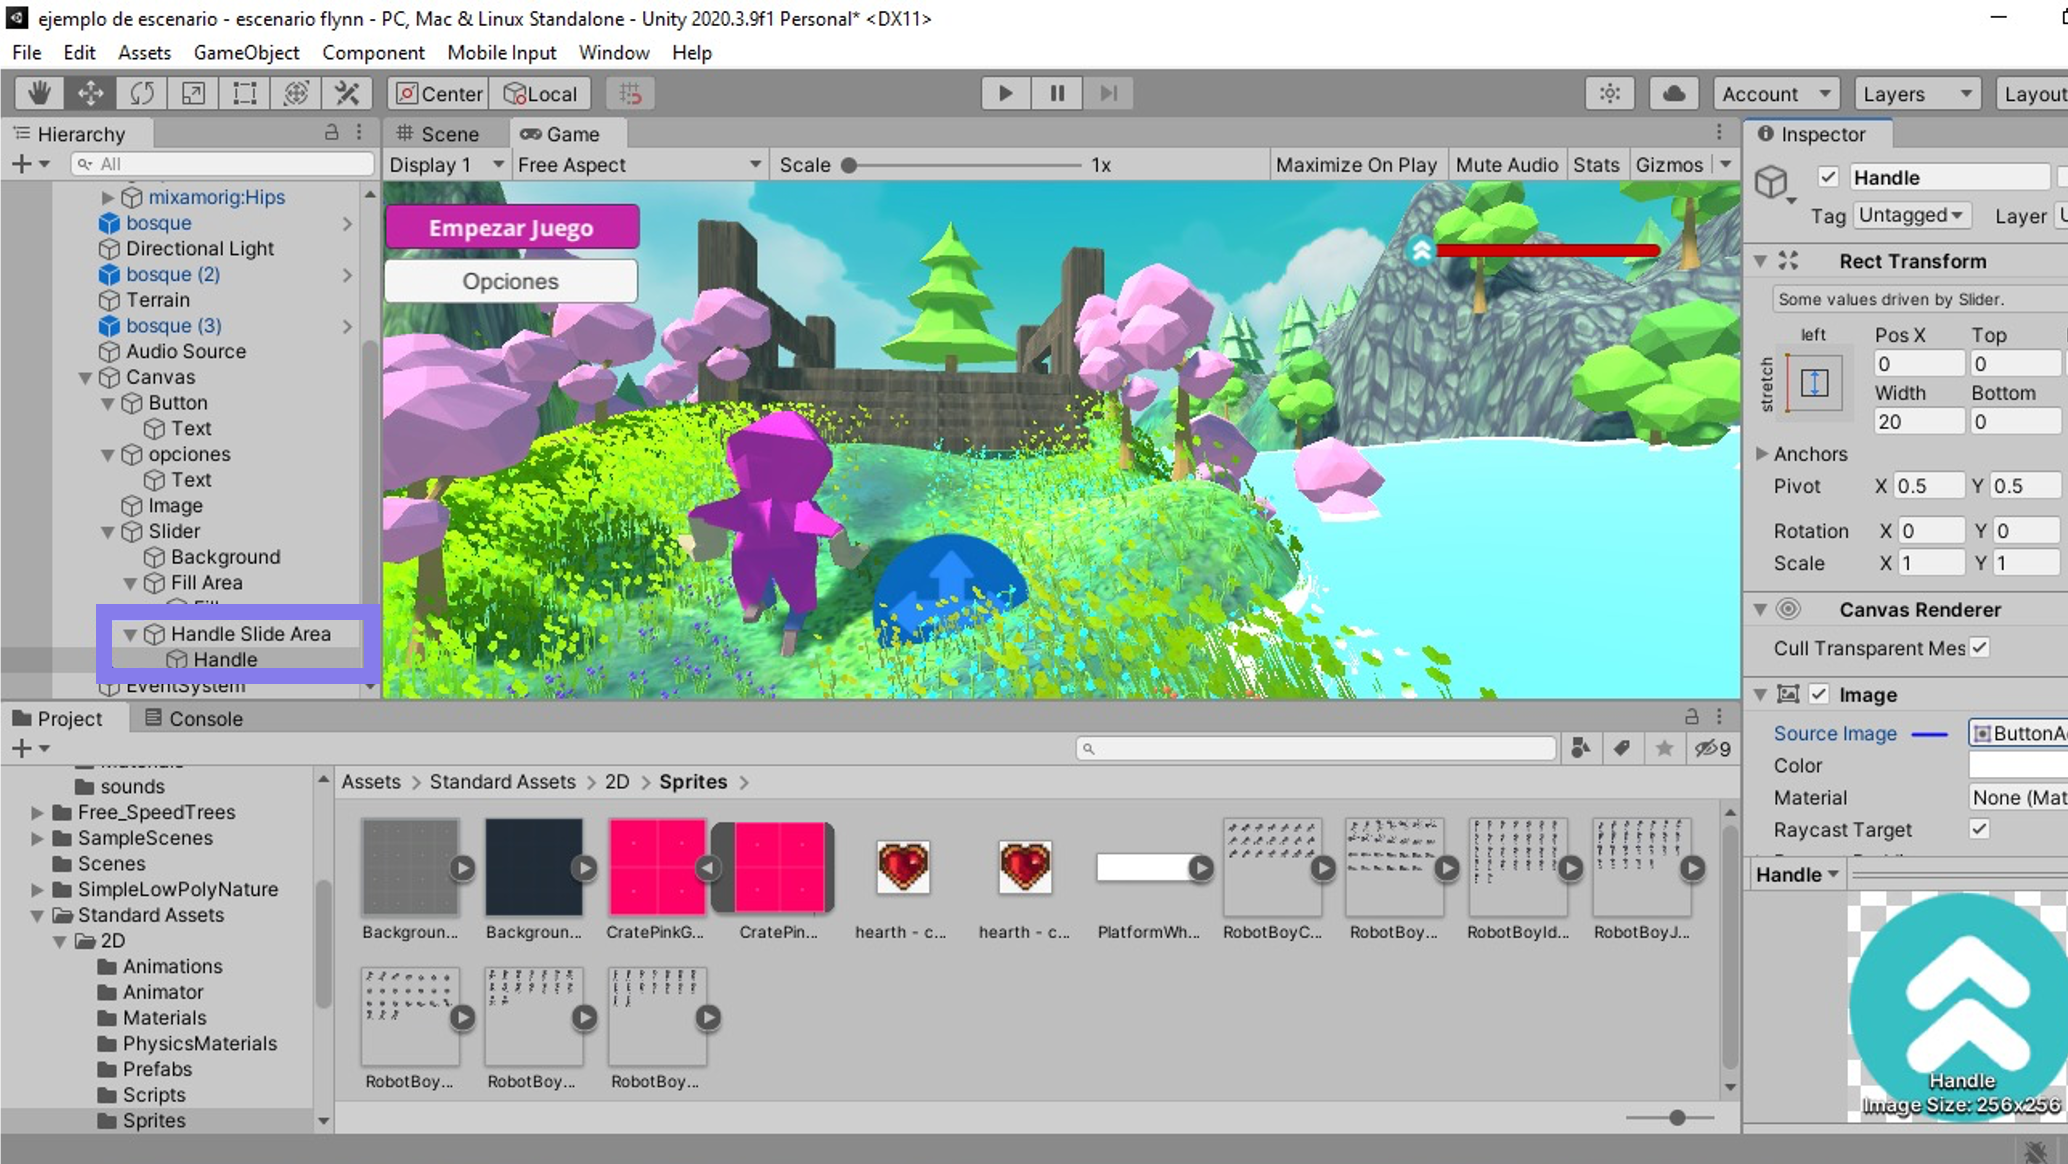 ejemplo de escenario - escenario flynn - PC, Mac & Linux Standalone - Unity 2020.3.9f1 Personal* <DX11>
File Edit Assets GameObject Component Mobile Input Window Help
Center Local Account Layers Layout
Hierarchy
All
mixamorig:Hips
bosque
Directional Light
bosque (2)
Terrain
bosque (3)
Audio Source
Canvas
Button
Text
opciones
Text
Image
Slider
Background
Fill Area
Handle Slide Area
Handle
EventSystem
Scene Game
Display 1 Free Aspect Scale 1x Maximize On Play Mute Audio Stats Gizmos
Empezar Juego
Opciones
Inspector
Handle
Tag Untagged Layer
Rect Transform
Some values driven by Slider.
left Pos X Top
stretch
0 0
Width Bottom
20 0
Anchors
Pivot X 0.5 Y 0.5
Rotation X 0 Y 0
Scale X 1 Y 1
Canvas Renderer
Cull Transparent Mes
Image
Source Image ButtonA
Color
Material None (Mat
Raycast Target
Handle
Handle
Image Size: 256x256
Project Console
9
sounds
Free_SpeedTrees
SampleScenes
Scenes
SimpleLowPolyNature
Standard Assets
2D
Animations
Animator
Materials
PhysicsMaterials
Prefabs
Scripts
Sprites
Assets > Standard Assets > 2D > Sprites >
Backgroun... Backgroun... CratePinkG... CratePin... hearth - c... hearth - c... PlatformWh... RobotBoyC... RobotBoy... RobotBoyId... RobotBoyJ...
RobotBoy... RobotBoy... RobotBoy...